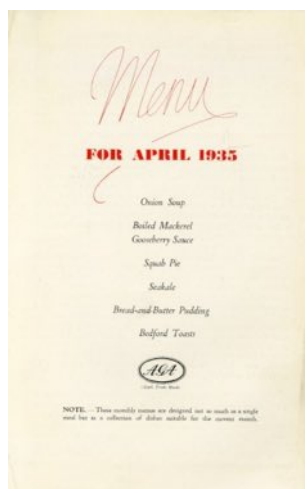 Menu
FOR APRIL 1935
Onion Soup
Boiled Mackerel
Gooseberry Sauce
Squab Pie
Seakale
Bread-and-Butter Pudding
Bedford Toasts
AGA
NOTE. — These monthly menus are designed not so much as a single
meal but as a collection of dishes suitable for the current month.